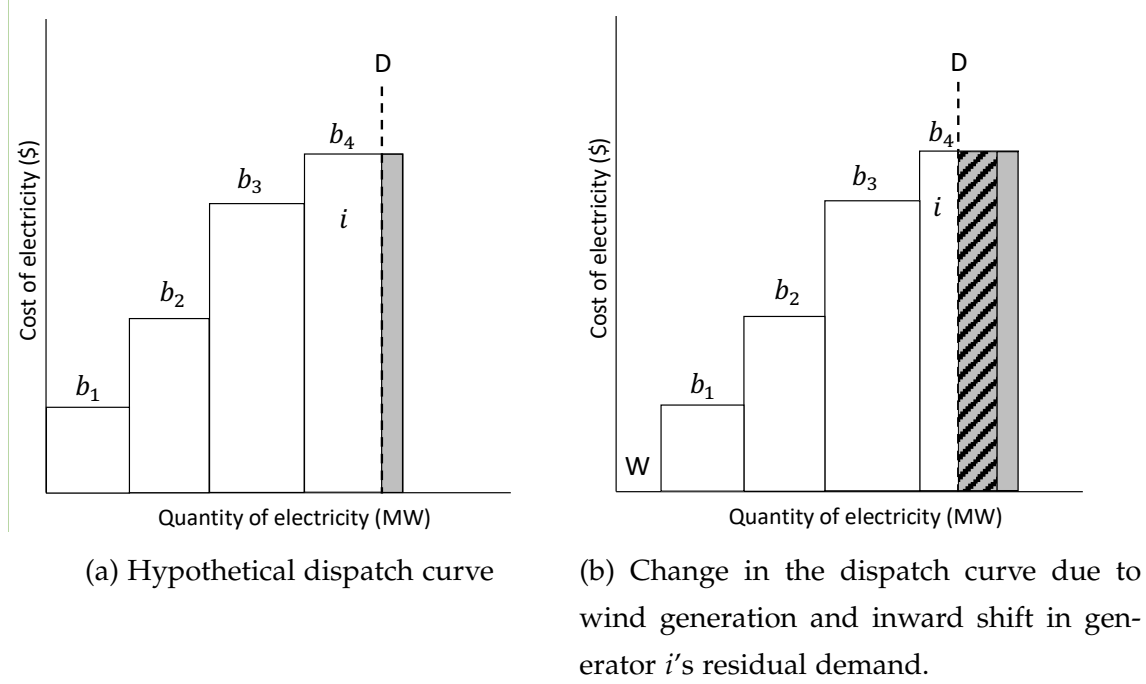 D
b₄
b₃
i
b₂
b₁
Cost of electricity ($)
Quantity of electricity (MW)
(a) Hypothetical dispatch curve
D
b₄
b₃
i
b₂
b₁
W
Cost of electricity ($)
Quantity of electricity (MW)
(b) Change in the dispatch curve due to
wind generation and inward shift in gen-
erator i's residual demand.